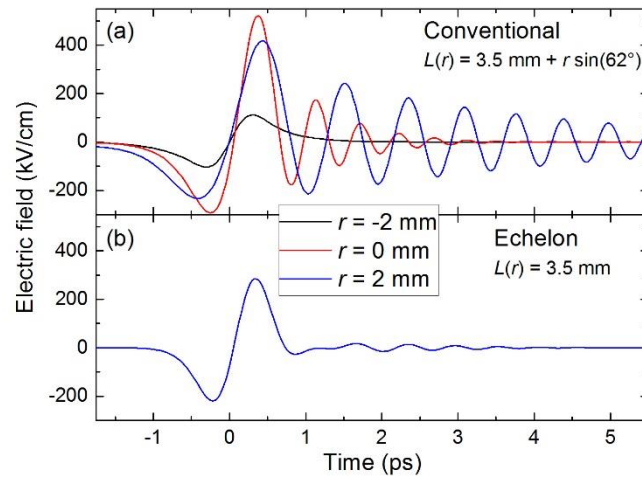 (a)
Conventional
L(r) = 3.5 mm + r sin(62°)
400
200
0
-200
r = -2 mm
r = 0 mm
r = 2 mm
(b)
Echelon
L(r) = 3.5 mm
400
200
0
-200
Electric field (kV/cm)
-1 0 1 2 3 4 5
Time (ps)